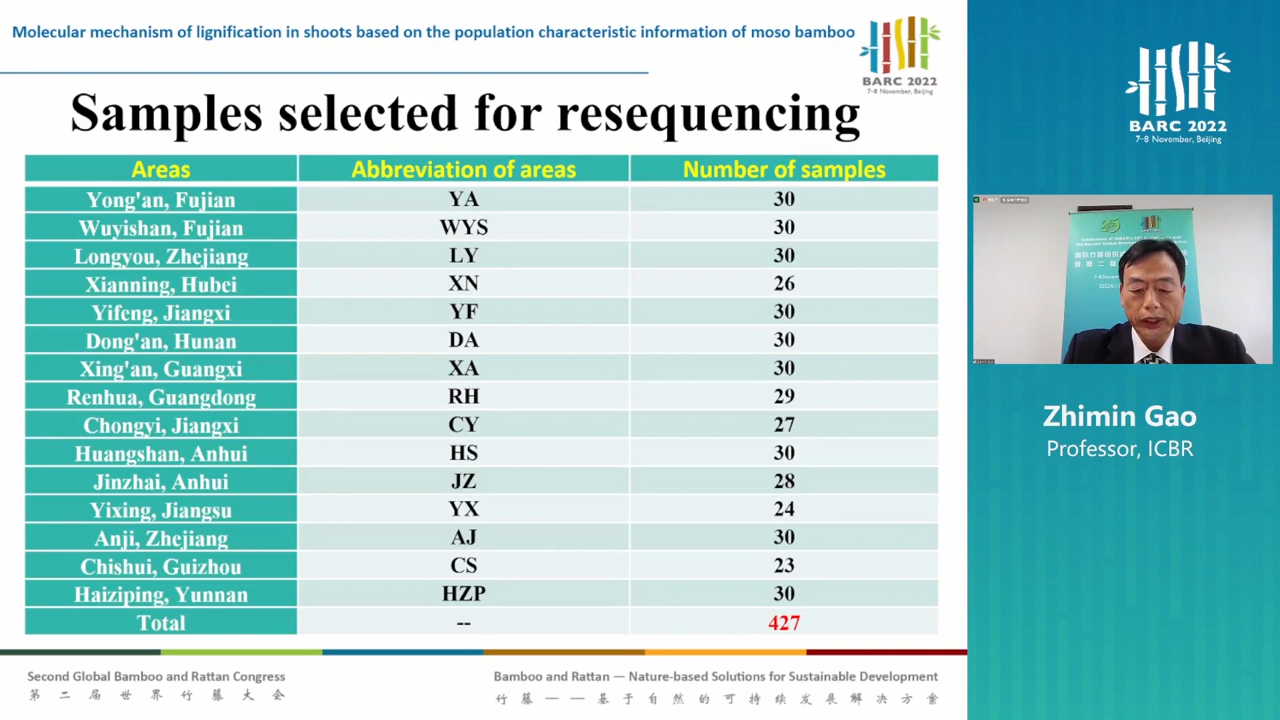 Molecular mechanism of lignification in shoots based on the population characteristic information of moso bamboo
BARC 2022
7-8 November, Beijing
Samples selected for resequencing
Areas Abbreviation of areas Number of samples
Yong'an, Fujian YA 30
Wuyishan, Fujian WYS 30
Longyou, Zhejiang LY 30
Xianning, Hubei XN 26
Yifeng, Jiangxi YF 30
Dong'an, Hunan DA 30
Xing'an, Guangxi XA 30
Renhua, Guangdong RH 29
Chongyi, Jiangxi CY 27
Huangshan, Anhui HS 30
Jinzhai, Anhui JZ 28
Yixing, Jiangsu YX 24
Anji, Zhejiang AJ 30
Chishui, Guizhou CS 23
Haiziping, Yunnan HZP 30
Total -- 427
Second Global Bamboo and Rattan Congress
第二届世界竹藤大会
Bamboo and Rattan — Nature-based Solutions for Sustainable Development
竹藤——基于自然的可持续发展解决方案
BARC 2022
7-8 November, Beijing
Zhimin Gao
Professor, ICBR